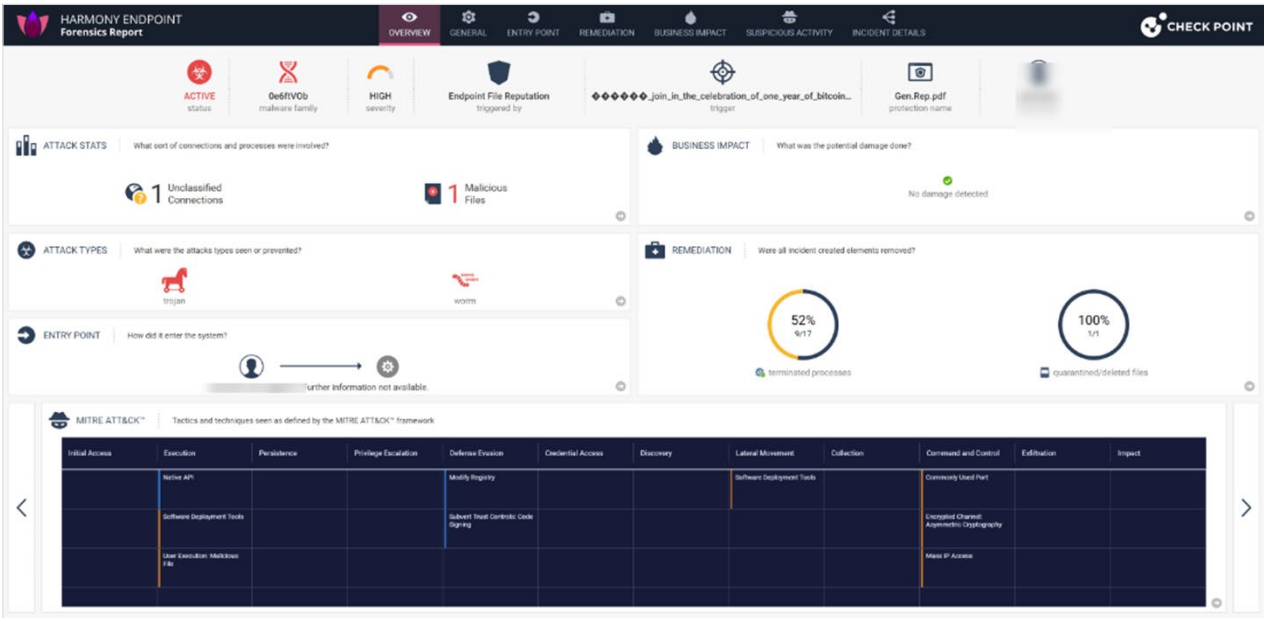 HARMONY ENDPOINT
Forensics Report
OVERVIEW
GENERAL
ENTRY POINT
REMEDIATION
BUSINESS IMPACT
SUSPICIOUS ACTIVITY
INCIDENT DETAILS
CHECK POINT
ACTIVE
status
0e6ftV0b
malware family
HIGH
severity
Endpoint File Reputation
triggered by
������_join_in_the_celebration_of_one_year_of_bitcoin...
trigger
Gen.Rep.pdf
protection name
ATTACK STATS
What sort of connections and processes were involved?
1 Unclassified
Connections
1 Malicious
Files
BUSINESS IMPACT
What was the potential damage done?
No damage detected
ATTACK TYPES
What were the attacks types seen or prevented?
trojan
worm
REMEDIATION
Were all incident created elements removed?
52%
9/17
terminated processes
100%
1/1
quarantined/deleted files
ENTRY POINT
How did it enter the system?
Further information not available.
MITRE ATT&CK™
Tactics and techniques seen as defined by the MITRE ATT&CK™ framework
Initial Access
Execution
Persistence
Privilege Escalation
Defense Evasion
Credential Access
Discovery
Lateral Movement
Collection
Command and Control
Exfiltration
Impact
Native API
Modify Registry
Software Deployment Tools
Commonly Used Port
Software Deployment Tools
Subvert Trust Controls: Code
Signing
Encrypted Channel:
Asymmetric Cryptography
User Execution: Malicious
File
Mass IP Access